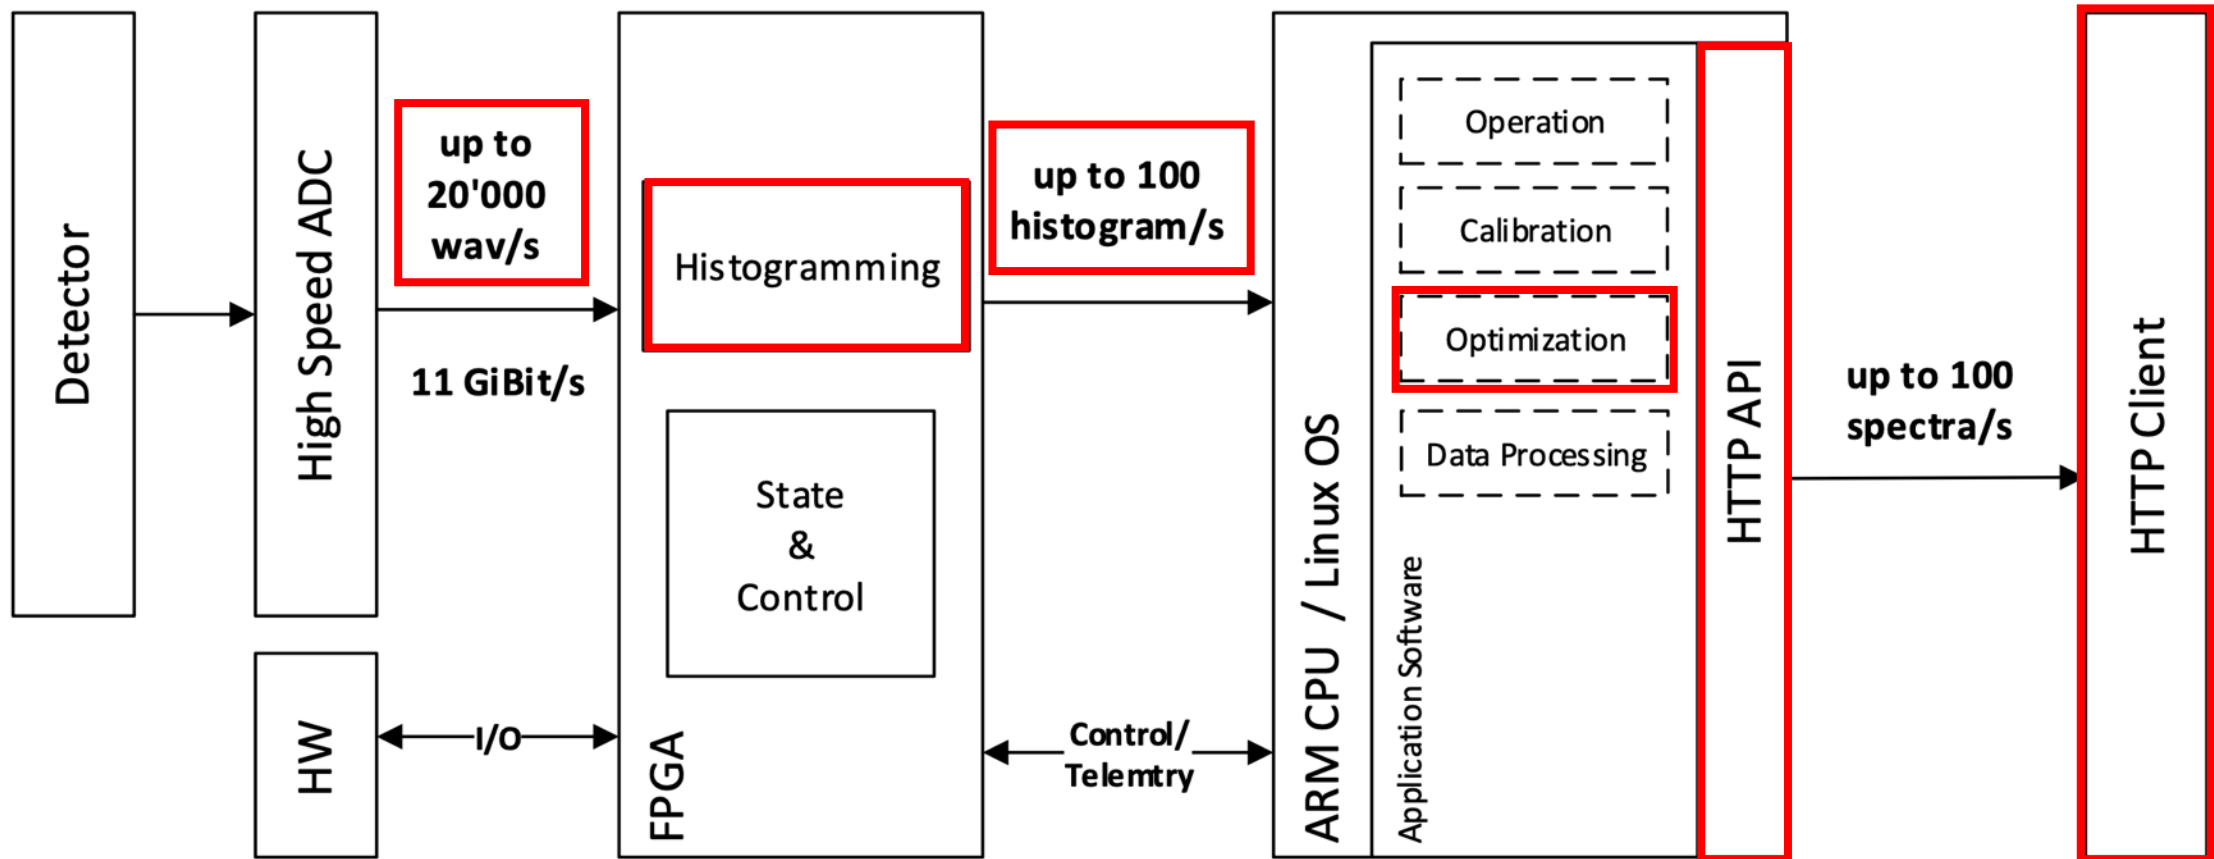 Detector
High Speed ADC
up to
20'000
wav/s
11 GiBit/s
HW
I/O
Histogramming
State
&
Control
FPGA
up to 100
histogram/s
Control/
Telemtry
ARM CPU / Linux OS
Application Software
Operation
Calibration
Optimization
Data Processing
HTTP API
up to 100
spectra/s
HTTP Client